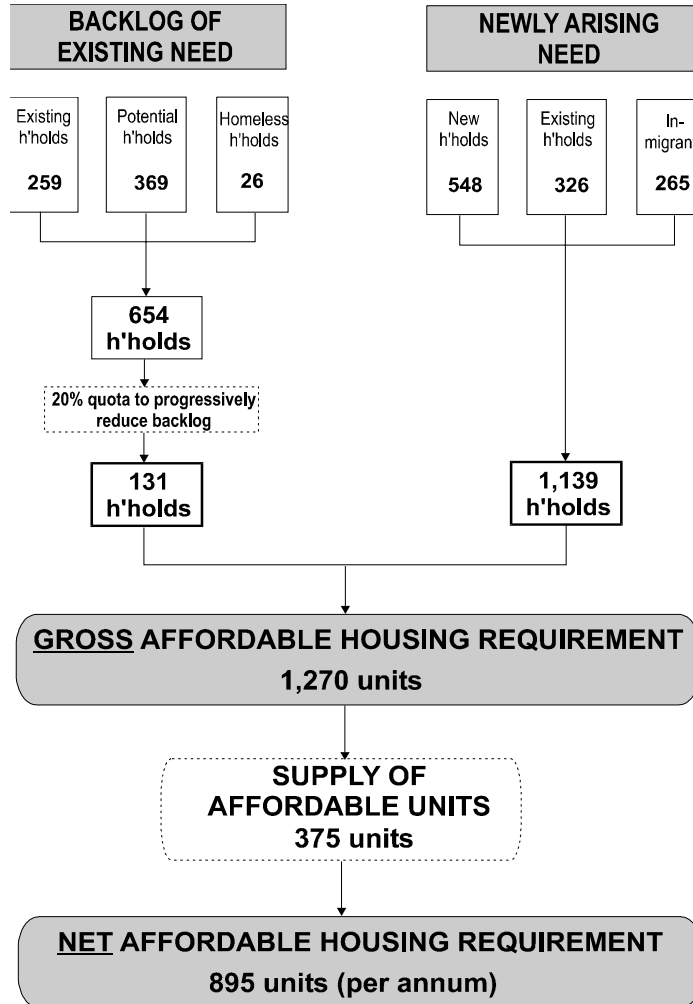 BACKLOG OF
EXISTING NEED
Existing
h'holds
259
Potential
h'holds
369
Homeless
h'holds
26
654
h'holds
20% quota to progressively
reduce backlog
131
h'holds
NEWLY ARISING
NEED
New
h'holds
548
Existing
h'holds
326
In-
migran
265
1,139
h'holds
GROSS AFFORDABLE HOUSING REQUIREMENT
1,270 units
SUPPLY OF
AFFORDABLE UNITS
375 units
NET AFFORDABLE HOUSING REQUIREMENT
895 units (per annum)